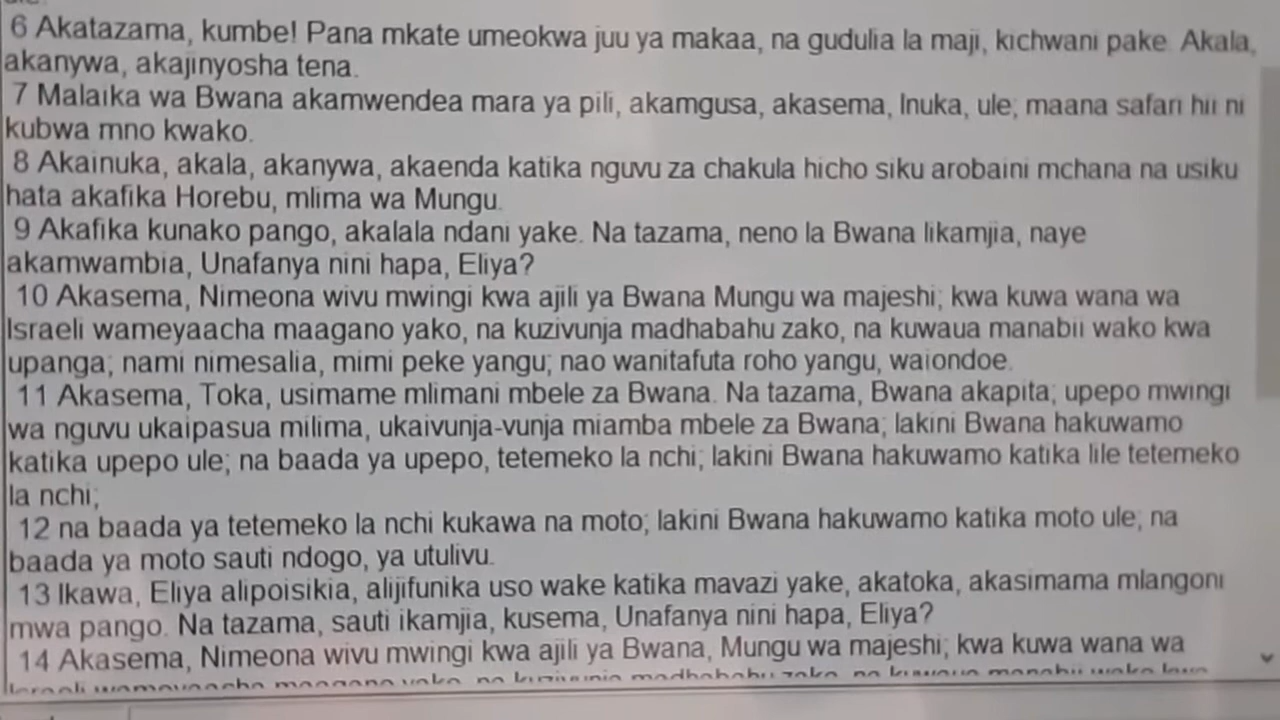 6 Akatazama, kumbe! Pana mkate umeokwa juu ya makaa, na gudulia la maji, kichwani pake. Akala,
akanywa, akajinyosha tena.
7 Malaika wa Bwana akamwendea mara ya pili, akamgusa, akasema, Inuka, ule; maana safari hii ni
kubwa mno kwako.
8 Akainuka, akala, akanywa, akaenda katika nguvu za chakula hicho siku arobaini mchana na usiku
hata akafika Horebu, mlima wa Mungu.
9 Akafika kunako pango, akalala ndani yake. Na tazama, neno la Bwana likamjia, naye
akamwambia, Unafanya nini hapa, Eliya?
10 Akasema, Nimeona wivu mwingi kwa ajili ya Bwana Mungu wa majeshi; kwa kuwa wana wa
Israeli wameyaacha maagano yako, na kuzivunja madhabahu zako, na kuwaua manabii wako kwa
upanga; nami nimesalia, mimi peke yangu; nao wanitafuta roho yangu, waiondoe.
11 Akasema, Toka, usimame mlimani mbele za Bwana. Na tazama, Bwana akapita; upepo mwingi
wa nguvu ukaipasua milima, ukaivunja-vunja miamba mbele za Bwana; lakini Bwana hakuwamo
katika upepo ule; na baada ya upepo, tetemeko la nchi; lakini Bwana hakuwamo katika lile tetemeko
la nchi;
12 na baada ya tetemeko la nchi kukawa na moto; lakini Bwana hakuwamo katika moto ule; na
baada ya moto sauti ndogo, ya utulivu.
13 Ikawa, Eliya alipoisikia, alijifunika uso wake katika mavazi yake, akatoka, akasimama mlangoni
mwa pango. Na tazama, sauti ikamjia, kusema, Unafanya nini hapa, Eliya?
14 Akasema, Nimeona wivu mwingi kwa ajili ya Bwana, Mungu wa majeshi; kwa kuwa wana wa